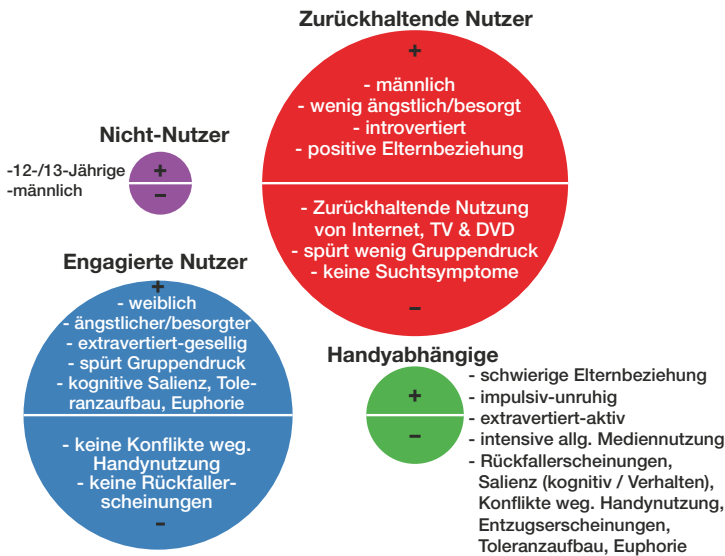 Zurückhaltende Nutzer
+
- männlich
- wenig ängstlich/besorgt
- introvertiert
- positive Elternbeziehung
- Zurückhaltende Nutzung
von Internet, TV & DVD
- spürt wenig Gruppendruck
- keine Suchtsymptome
–
Nicht-Nutzer
-12-/13-Jährige
-männlich
+
–
Engagierte Nutzer
+
- weiblich
- ängstlicher/besorgter
- extravertiert-gesellig
- spürt Gruppendruck
- kognitive Salienz, Tole-
ranzaufbau, Euphorie
- keine Konflikte weg.
Handynutzung
- keine Rückfaller-
scheinungen
–
Handyabhängige
+
–
- schwierige Elternbeziehung
- impulsiv-unruhig
- extravertiert-aktiv
- intensive allg. Mediennutzung
- Rückfallerscheinungen,
Salienz (kognitiv / Verhalten),
Konflikte weg. Handynutzung,
Entzugserscheinungen,
Toleranzaufbau, Euphorie